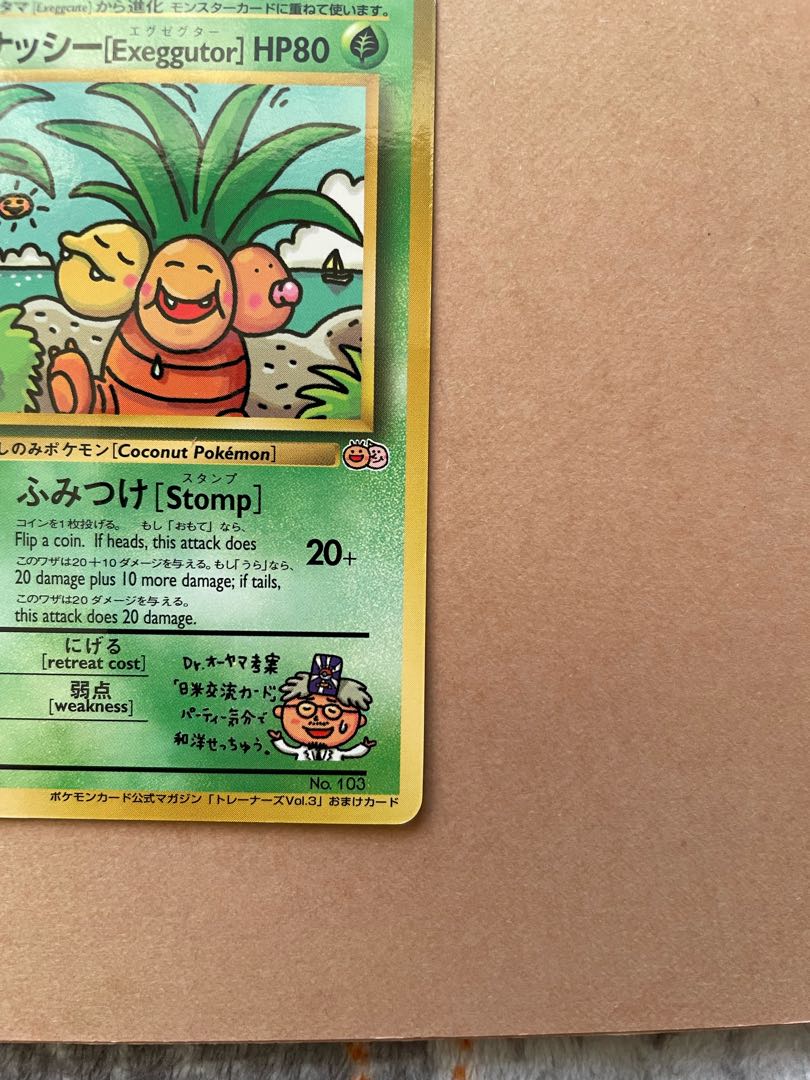 タマ[Exeggcute]から進化 モンスターカードに重ねて使います。
エグゼグター
ナッシー[Exeggutor] HP80
しのみポケモン[Coconut Pokémon]
スタンプ
ふみつけ[Stomp]
コインを1枚投げる。 もし「おもて」なら、
Flip a coin. If heads, this attack does
このワザは20+10ダメージを与える。もし「うら」なら、
20 damage plus 10 more damage; if tails,
このワザは20ダメージを与える。
this attack does 20 damage.
20+
にげる
[retreat cost]
弱点
[weakness]
Dr.オーヤマ考案
「日米交流カード」
パーティー気分で
和洋せっちゅう。
No. 103
ポケモンカード公式マガジン「トレーナーズVol.3」おまけカード